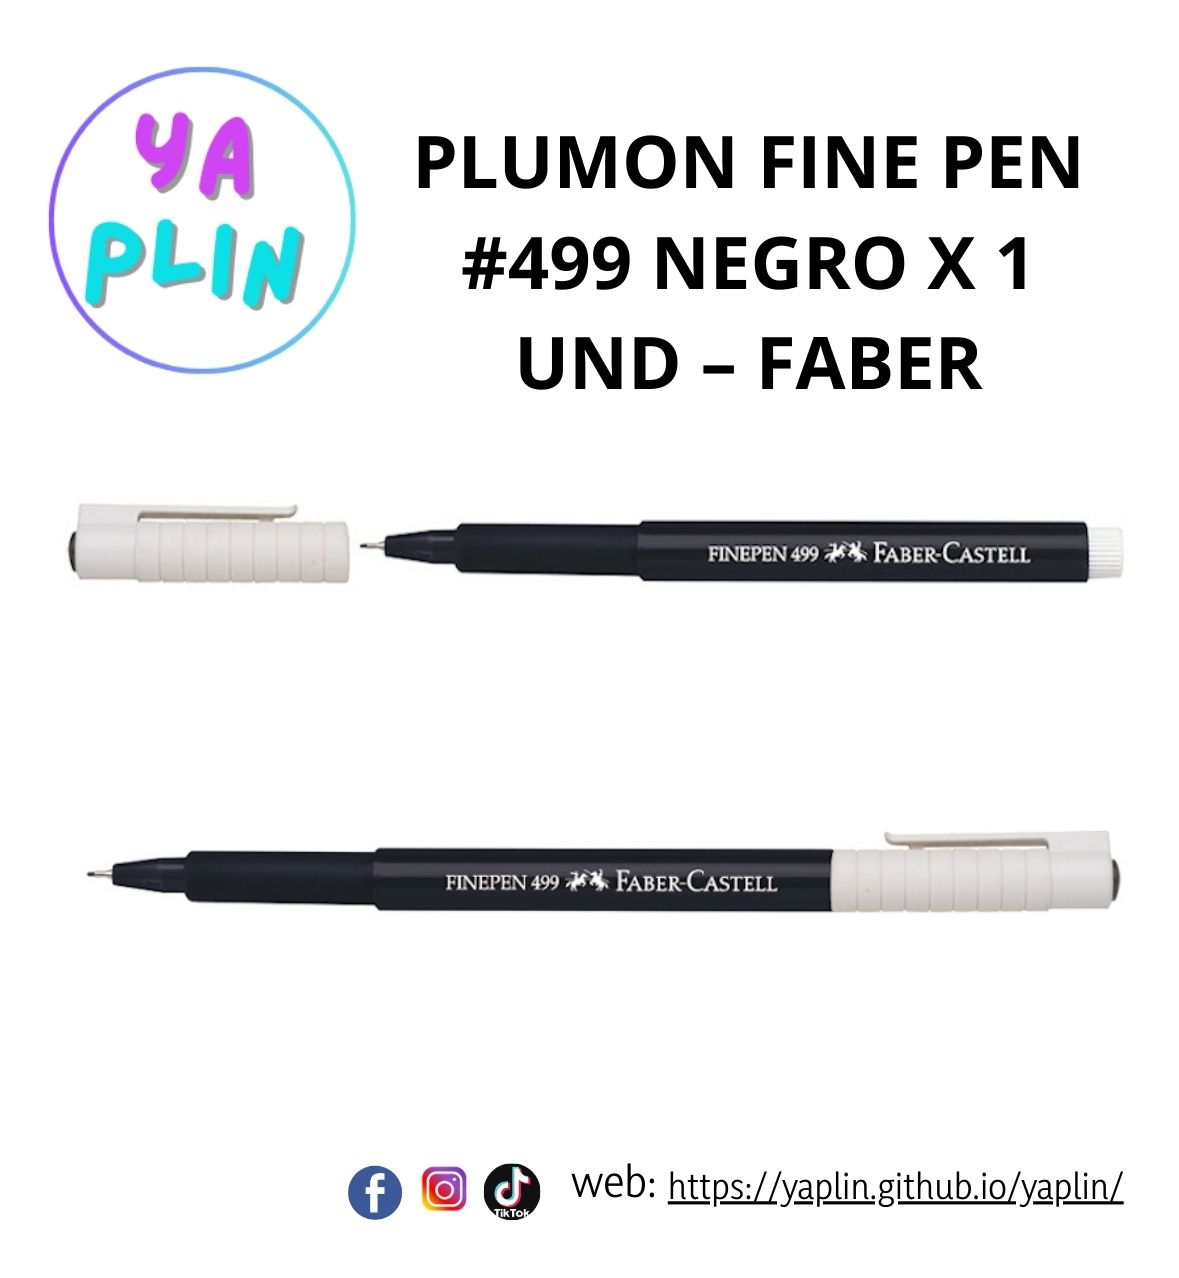 YA
PLIN
PLUMON FINE PEN
#499 NEGRO X 1
UND – FABER
FINEPEN 499 FABER-CASTELL
FINEPEN 499 FABER-CASTELL
TikTok
web: https://yaplin.github.io/yaplin/